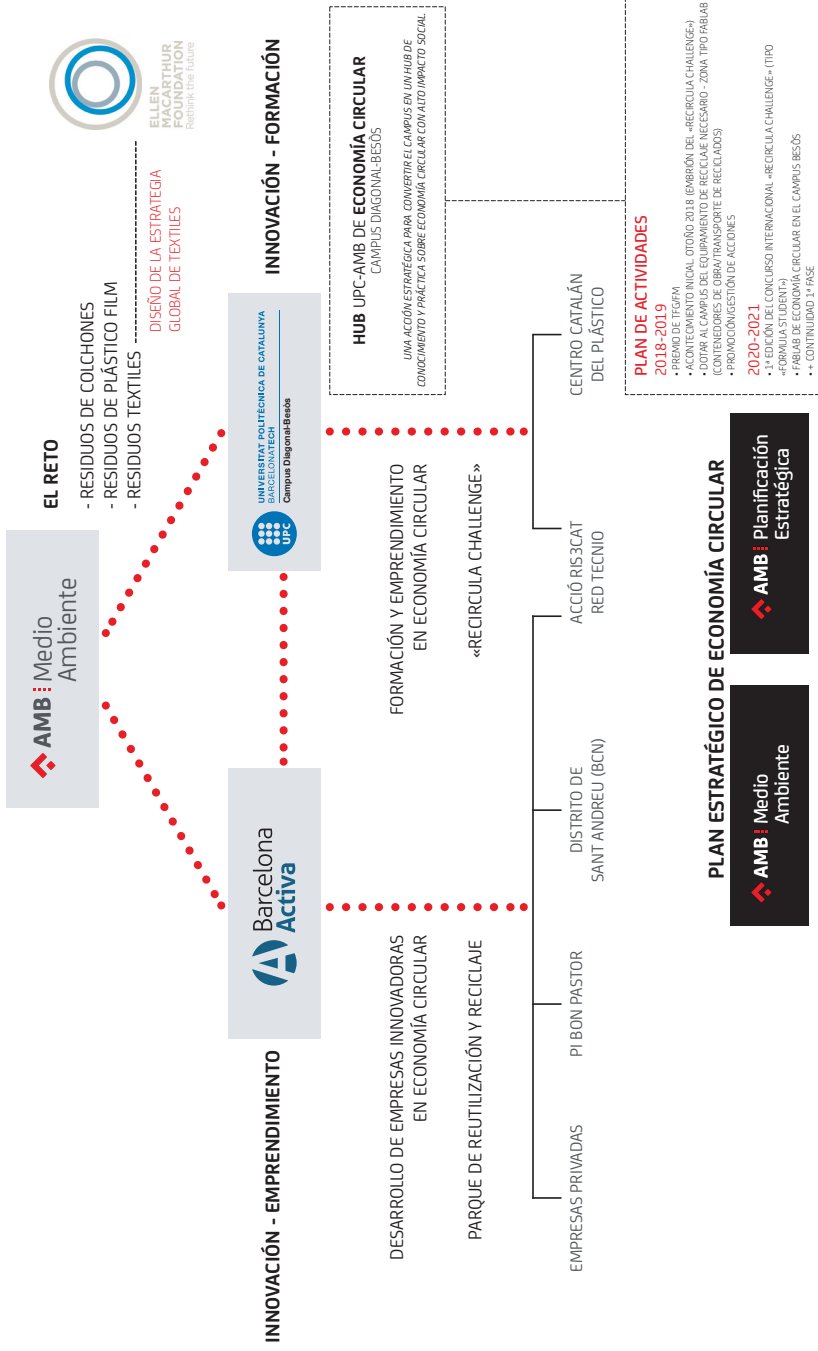 AMB Medio
Ambiente
EL RETO
- RESIDUOS DE COLCHONES
- RESIDUOS DE PLÁSTICO FILM
- RESIDUOS TEXTILES
DISEÑO DE LA ESTRATEGIA
GLOBAL DE TEXTILES
ELLEN
MACARTHUR
FOUNDATION
Rethink the future
INNOVACIÓN - EMPRENDIMIENTO
Barcelona
Activa
UPC
UNIVERSITAT POLITÈCNICA DE CATALUNYA
BARCELONATECH
Campus Diagonal-Besòs
INNOVACIÓN - FORMACIÓN
HUB UPC-AMB DE ECONOMÍA CIRCULAR
CAMPUS DIAGONAL-BESÒS
UNA ACCIÓN ESTRATÉGICA PARA CONVERTIR EL CAMPUS EN UN HUB DE
CONOCIMIENTO Y PRÁCTICA SOBRE ECONOMÍA CIRCULAR CON ALTO IMPACTO SOCIAL.
DESARROLLO DE EMPRESAS INNOVADORAS
EN ECONOMÍA CIRCULAR
PARQUE DE REUTILIZACIÓN Y RECICLAJE
FORMACIÓN Y EMPRENDIMIENTO
EN ECONOMÍA CIRCULAR
«RECIRCULA CHALLENGE»
EMPRESAS PRIVADAS
PI BON PASTOR
DISTRITO DE
SANT ANDREU (BCN)
ACCIÓ RIS3CAT
RED TECNIO
CENTRO CATALÁN
DEL PLÁSTICO
PLAN DE ACTIVIDADES
2018-2019
• PREMIO DE TFG/FM
• ACONTECIMIENTO INICIAL OTOÑO 2018 (EMBRIÓN DEL «RECIRCULA CHALLENGE»)
• DOTAR AL CAMPUS DEL EQUIPAMIENTO DE RECICLAJE NECESARIO - ZONA TIPO FABLAB
(CONTENEDORES DE OBRA/TRANSPORTE DE RECICLADOS)
• PROMOCIÓN/GESTIÓN DE ACCIONES
2020-2021
• 1ª EDICIÓN DEL CONCURSO INTERNACIONAL «RECIRCULA CHALLENGE» (TIPO
«FORMULA STUDENT»)
• FABLAB DE ECONOMÍA CIRCULAR EN EL CAMPUS BESÒS
• + CONTINUIDAD 1ª FASE
PLAN ESTRATÉGICO DE ECONOMÍA CIRCULAR
AMB Medio
Ambiente
AMB Planificación
Estratégica